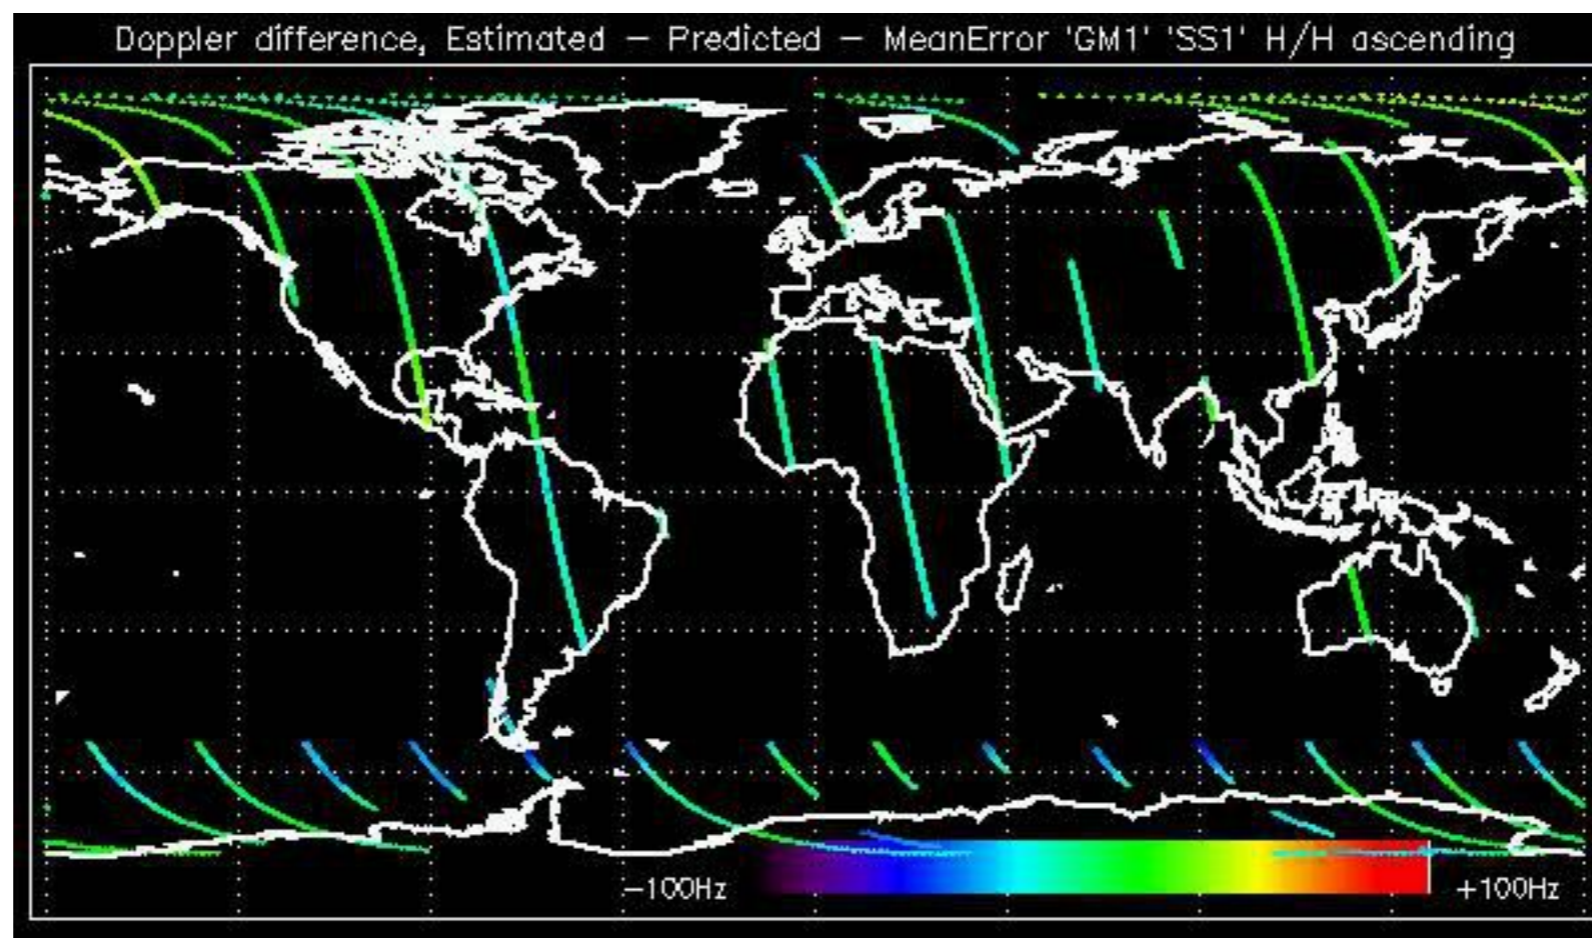 Doppler difference, Estimated − Predicted − MeanError 'GM1' 'SS1' H/H ascending
−100Hz
+100Hz